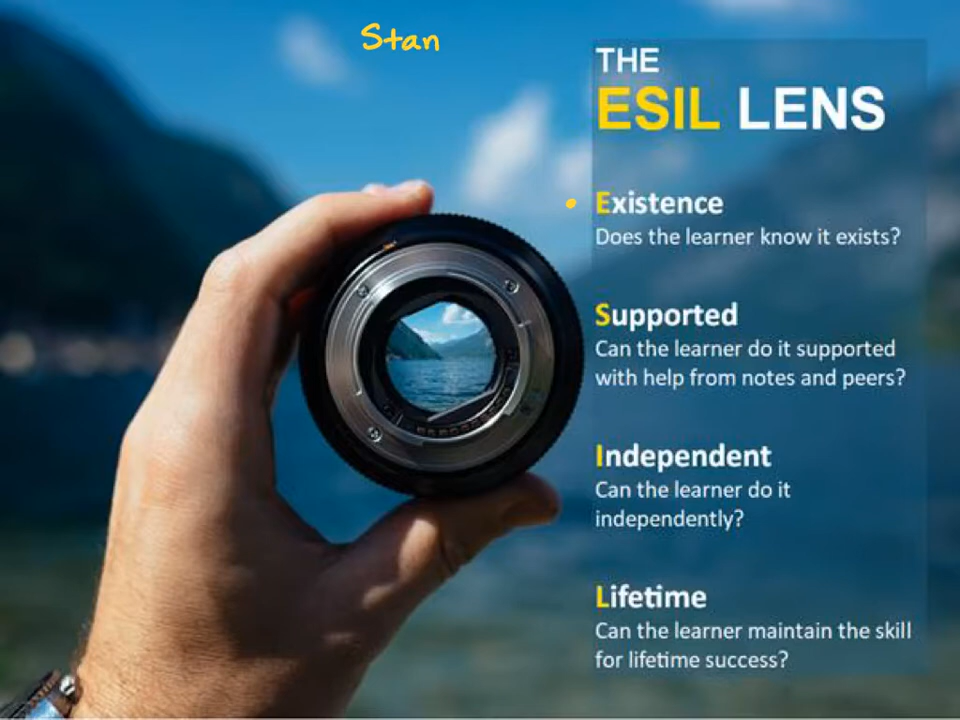 Stan
THE
ESIL LENS
Existence
Does the learner know it exists?
Supported
Can the learner do it supported
with help from notes and peers?
Independent
Can the learner do it
independently?
Lifetime
Can the learner maintain the skill
for lifetime success?